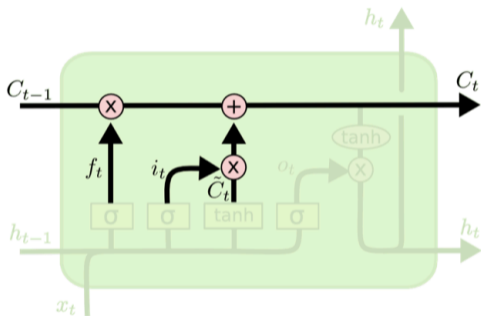 h_t
C_{t-1}
x
+
C_t
tanh
f_t
i_t
x
o_t
x
C̃_t
σ
σ
tanh
σ
h_{t-1}
h_t
x_t